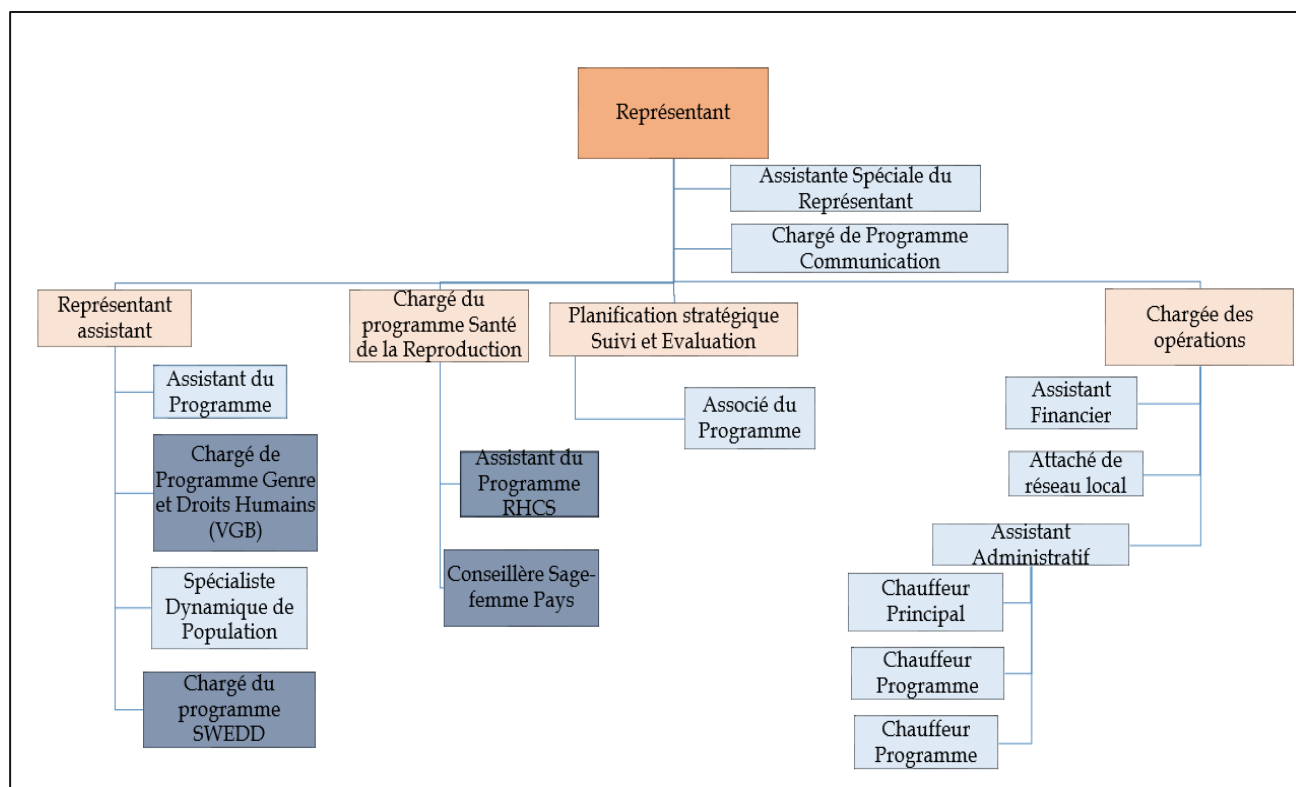 Représentant
Assistante Spéciale du
Représentant
Chargé de Programme
Communication
Représentant
assistant
Chargé du
programme Santé
de la Reproduction
Planification stratégique
Suivi et Evaluation
Chargée des
opérations
Assistant du
Programme
Chargé de
Programme Genre
et Droits Humains
(VGB)
Spécialiste
Dynamique de
Population
Chargé du
programme
SWEDD
Assistant du
Programme
RHCS
Conseillère Sage-
femme Pays
Associé du
Programme
Assistant
Financier
Attaché de
réseau local
Assistant
Administratif
Chauffeur
Principal
Chauffeur
Programme
Chauffeur
Programme